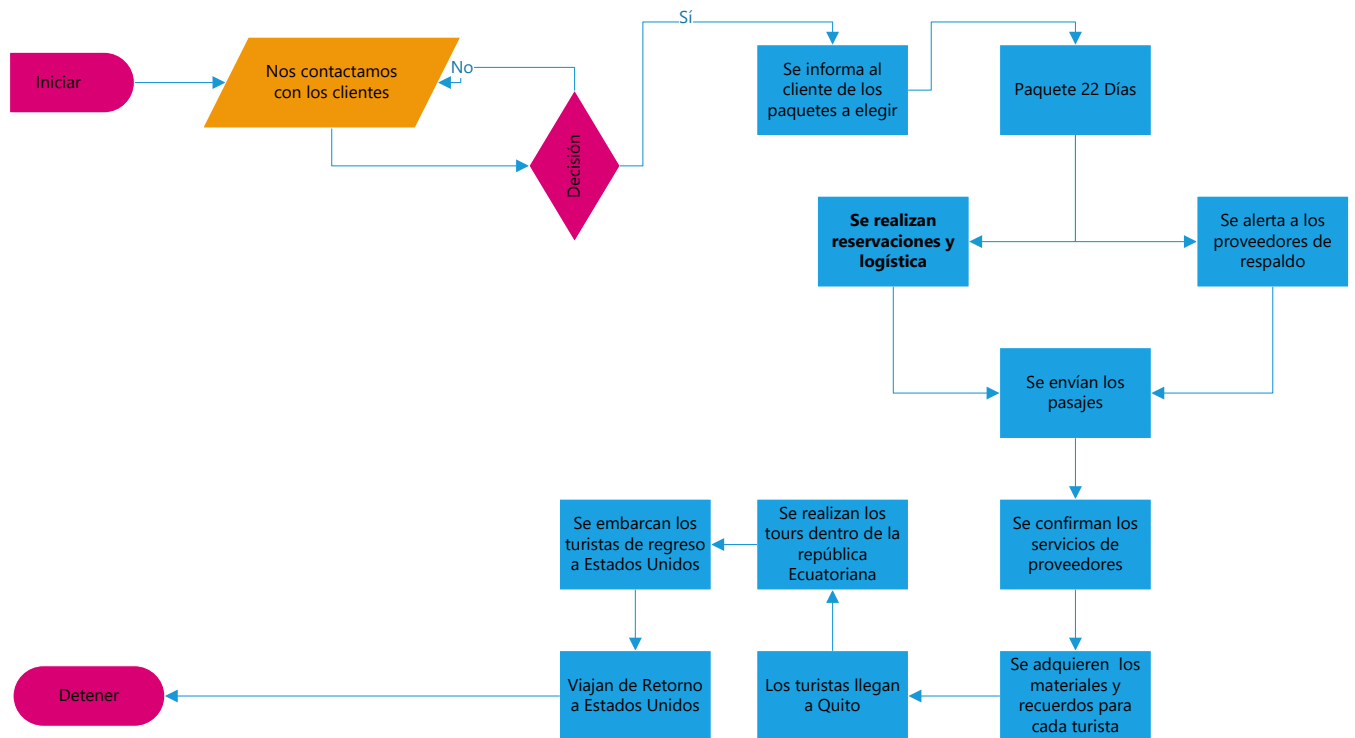 Iniciar
Nos contactamos
con los clientes
No
Decisión
Sí
Se informa al
cliente de los
paquetes a elegir
Paquete 22 Días
Se realizan
reservaciones y
logística
Se alerta a los
proveedores de
respaldo
Se envían los
pasajes
Se confirman los
servicios de
proveedores
Se adquieren los
materiales y
recuerdos para
cada turista
Los turistas llegan
a Quito
Se realizan los
tours dentro de la
república
Ecuatoriana
Se embarcan los
turistas de regreso
a Estados Unidos
Viajan de Retorno
a Estados Unidos
Detener